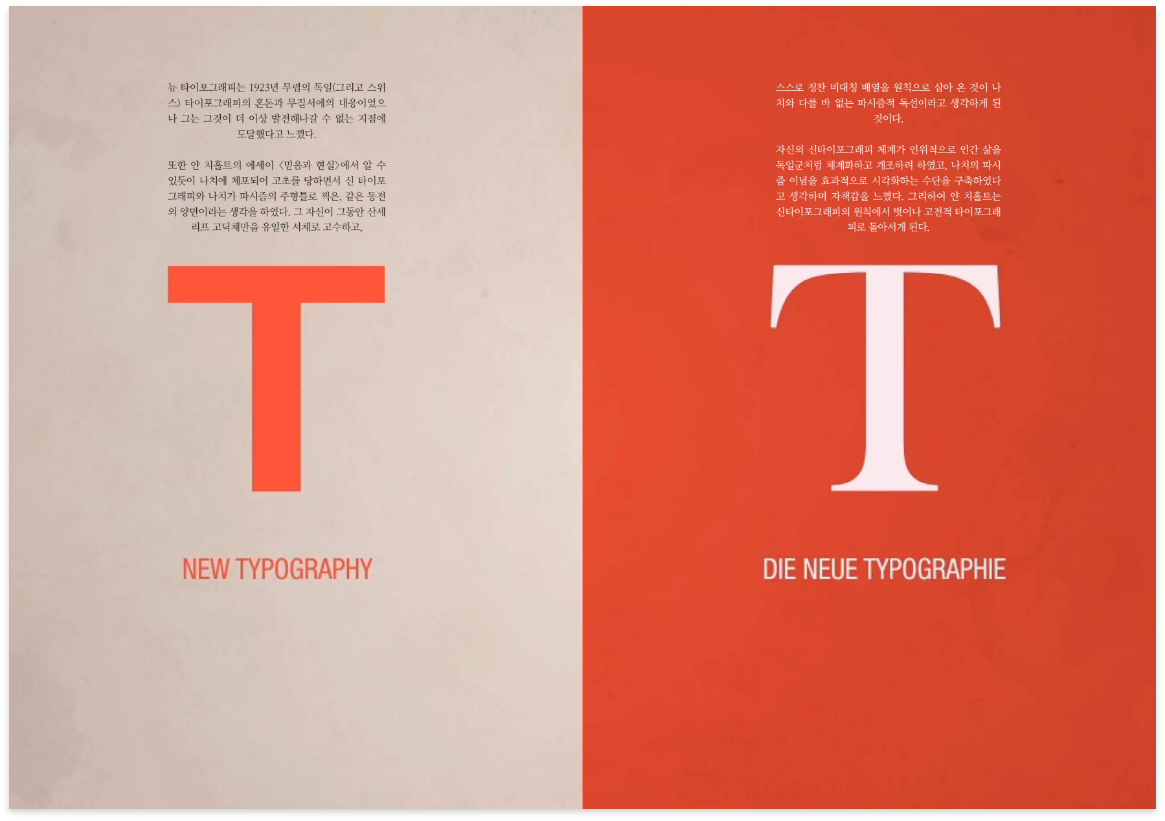 뉴 타이포그래피는 1923년 무렵의 독일(그리고 스위
스) 타이포그래피의 혼돈과 무질서에의 대응이었으
나 그는 그것이 더 이상 발전해나갈 수 없는 지점에
도달했다고 느꼈다.
또한 얀 치홀트의 에세이 <믿음과 현실>에서 알 수
있듯이 나치에 체포되어 고초를 당하면서 신 타이포
그래피와 나치가 파시즘의 주형틀로 찍은, 같은 동전
의 양면이라는 생각을 하였다. 그 자신이 그동안 산세
리프 고딕체만을 유일한 서체로 고수하고,
T
NEW TYPOGRAPHY
스스로 칭찬 비대칭 배열을 원칙으로 삼아 온 것이 나
치와 다를 바 없는 파시즘적 독선이라고 생각하게 된
것이다.
자신의 신타이포그래피 체계가 인위적으로 인간 삶을
독일군처럼 체계화하고 개조하려 하였고, 나치의 파시
즘 이념을 효과적으로 시각화하는 수단을 구축하였다
고 생각하며 자책감을 느꼈다. 그리하여 얀 치홀트는
신타이포그래피의 원칙에서 벗어나 고전적 타이포그래
피로 돌아서게 된다.
T
DIE NEUE TYPOGRAPHIE